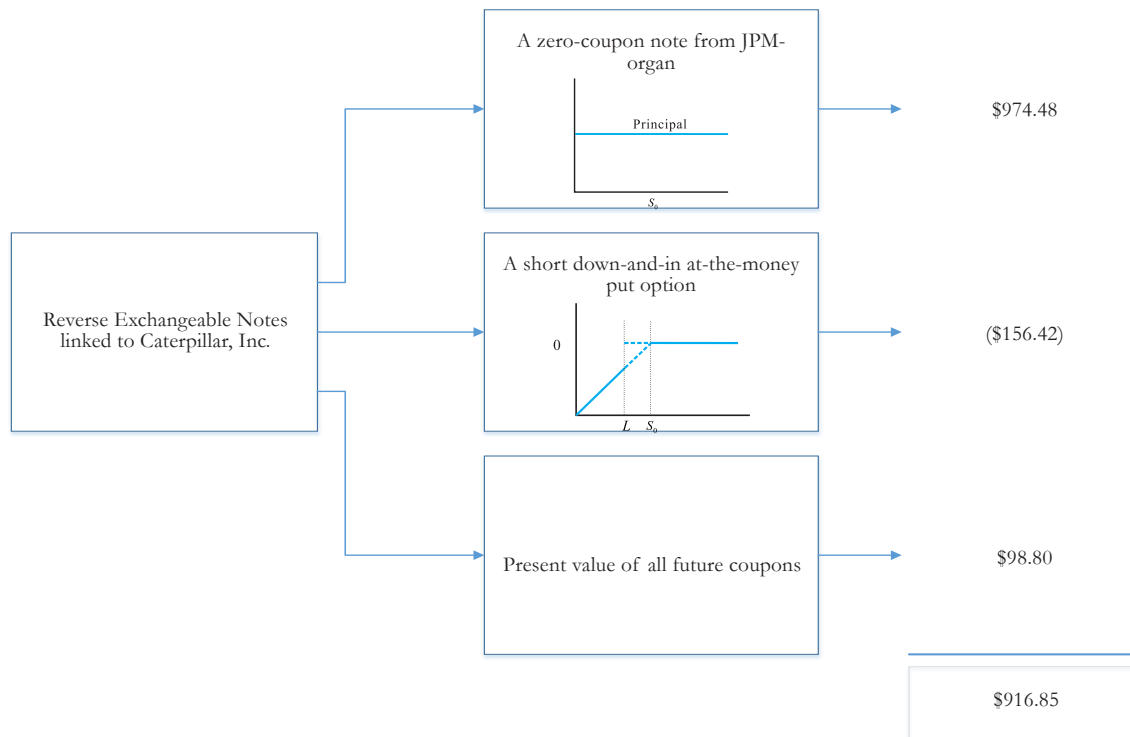 A zero-coupon note from JPM-
organ
Principal
S₀
$974.48
Reverse Exchangeable Notes
linked to Caterpillar, Inc.
A short down-and-in at-the-money
put option
0
L S₀
($156.42)
Present value of all future coupons
$98.80
$916.85